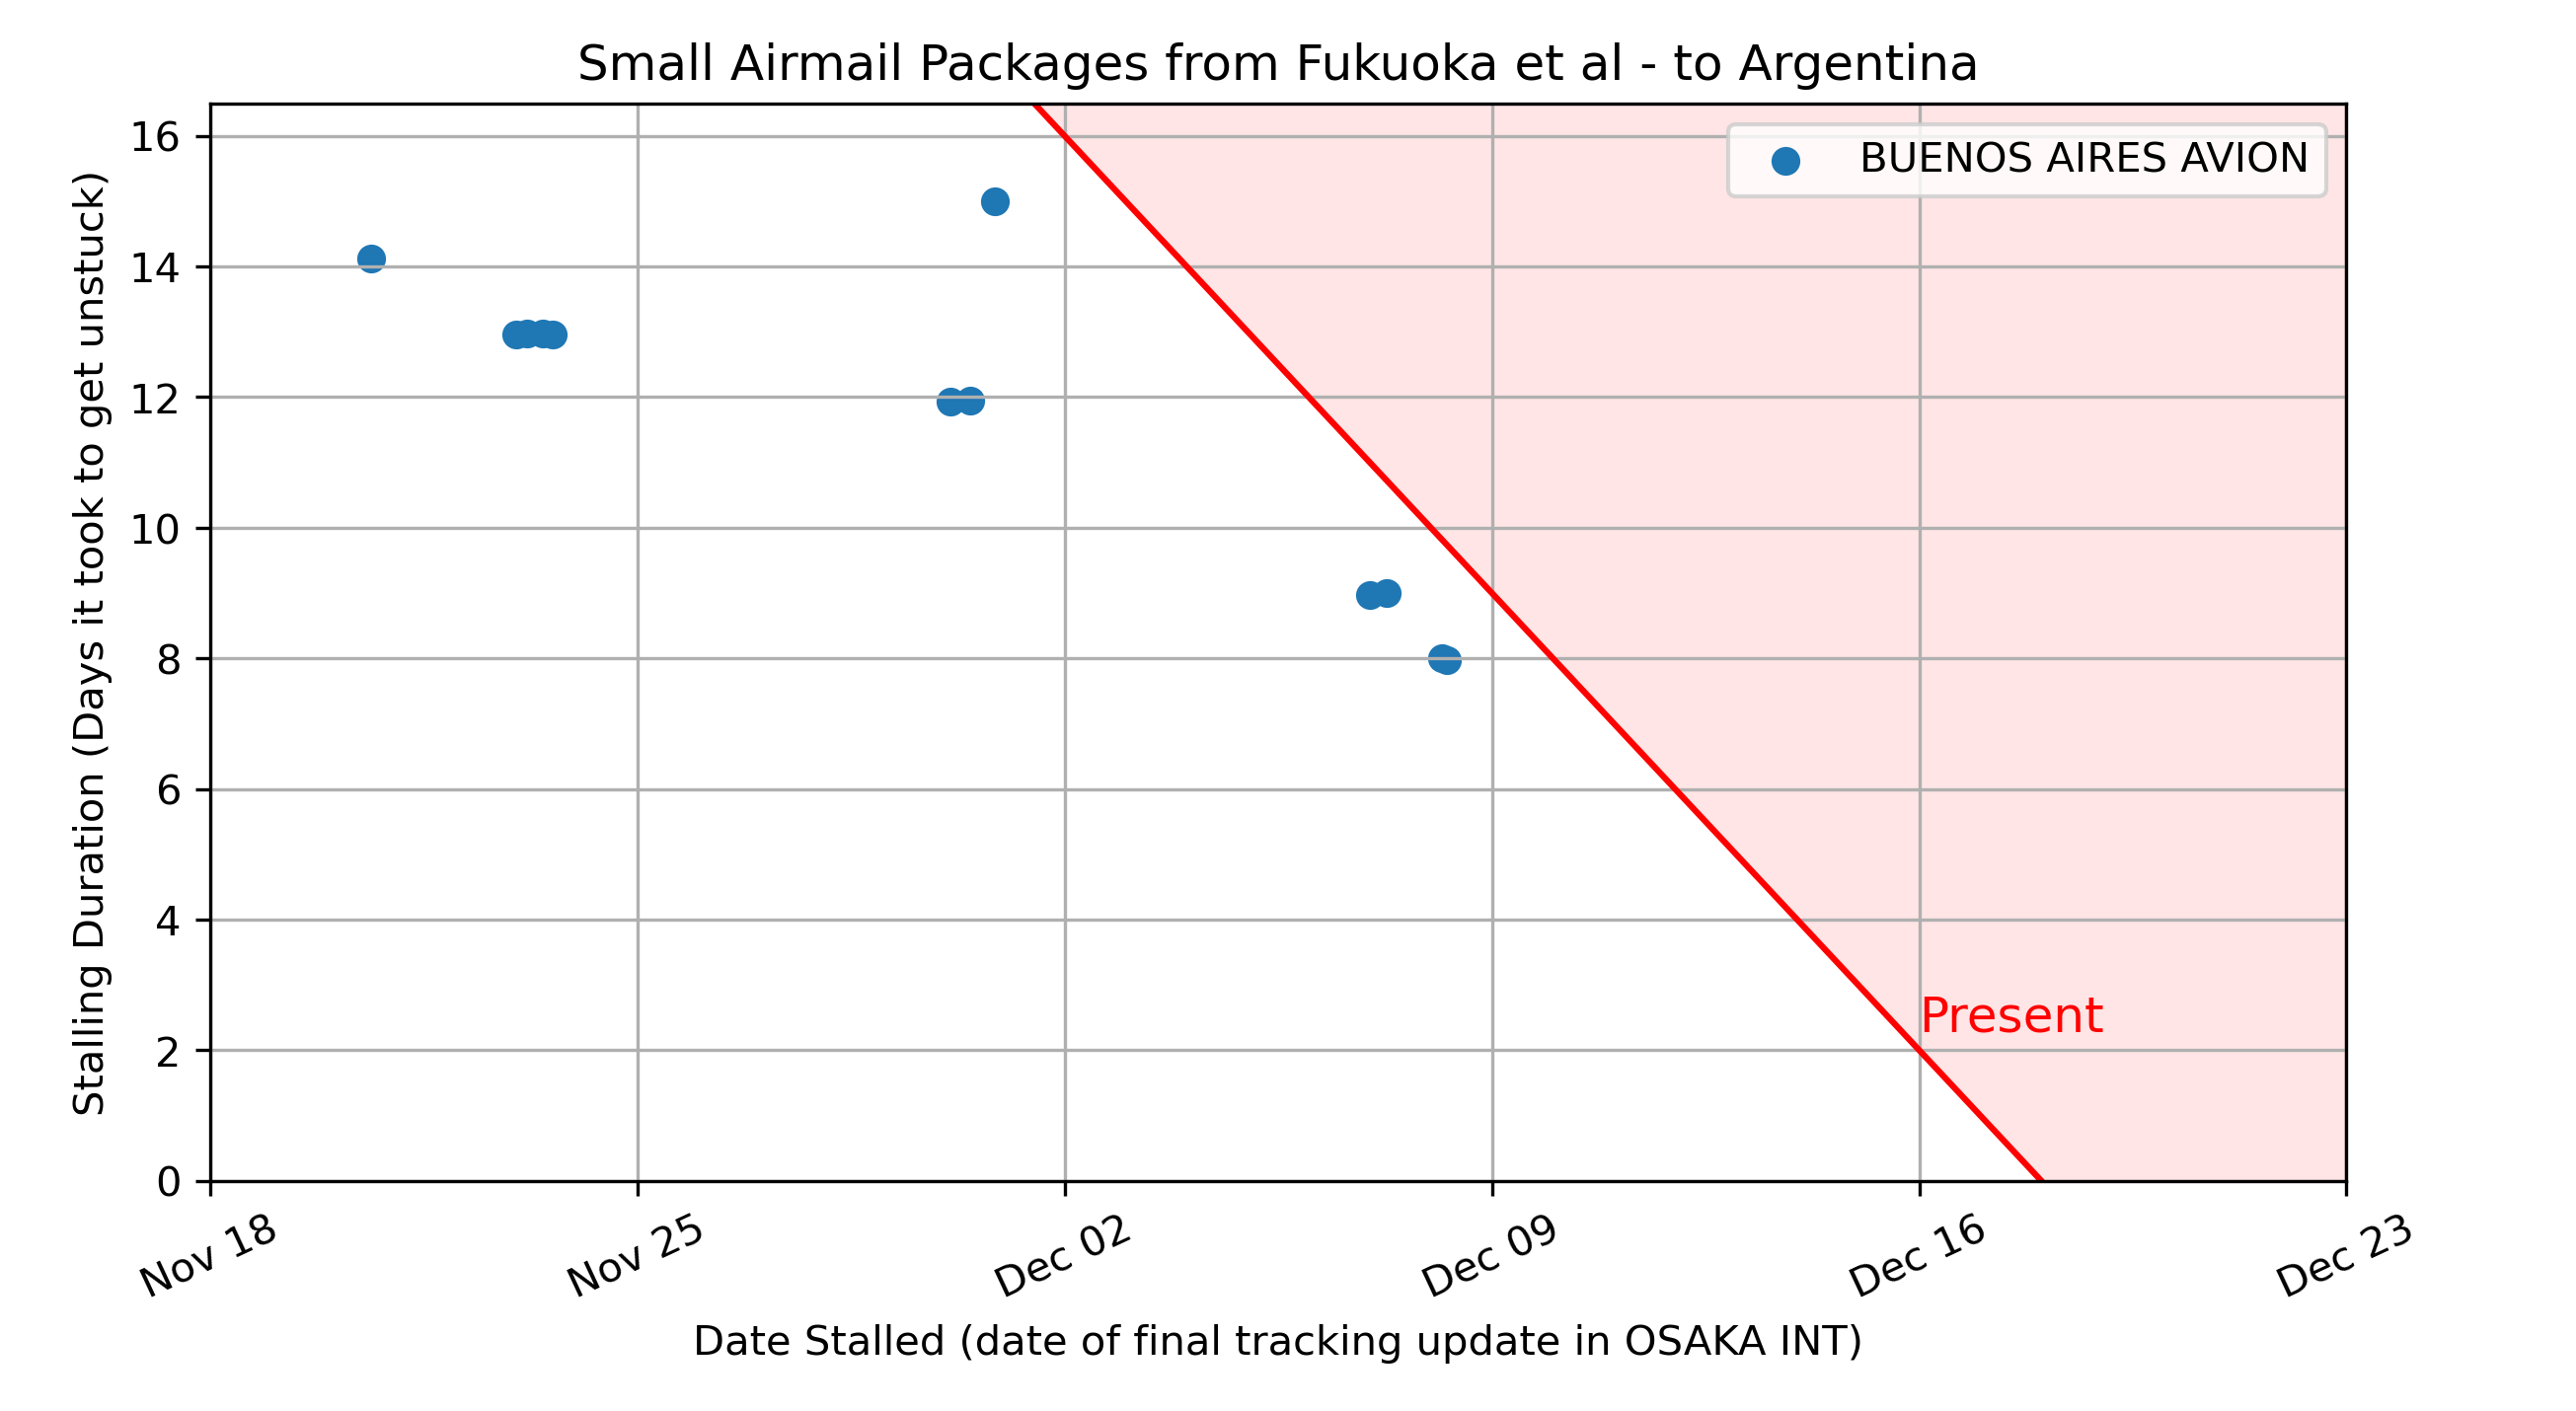 Small Airmail Packages from Fukuoka et al - to Argentina
Stalling Duration (Days it took to get unstuck)
16
14
12
10
8
6
4
2
0
BUENOS AIRES AVION
Present
Nov 18
Nov 25
Dec 02
Dec 09
Dec 16
Dec 23
Date Stalled (date of final tracking update in OSAKA INT)